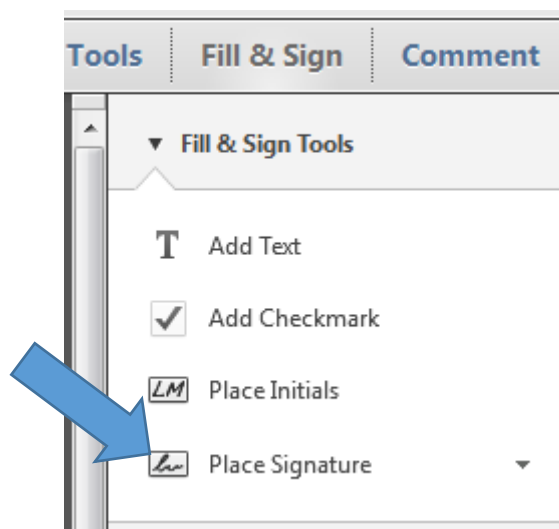 Tools Fill & Sign Comment
Fill & Sign Tools
T Add Text
Add Checkmark
LM Place Initials
Place Signature